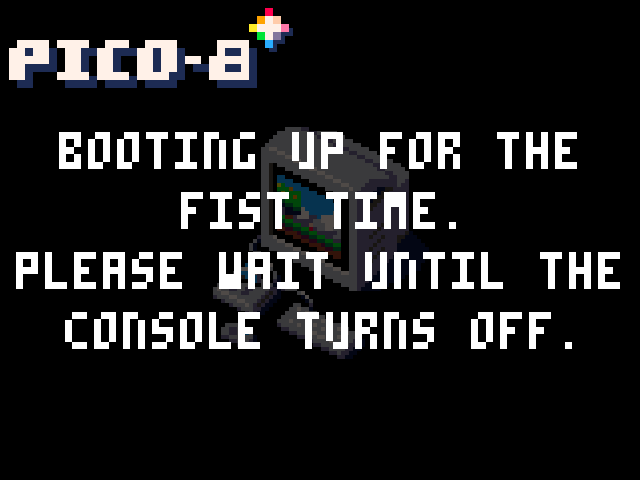 PICO-8
BOOTING UP FOR THE
FIST TIME.
PLEASE WAIT UNTIL THE
CONSOLE TURNS OFF.